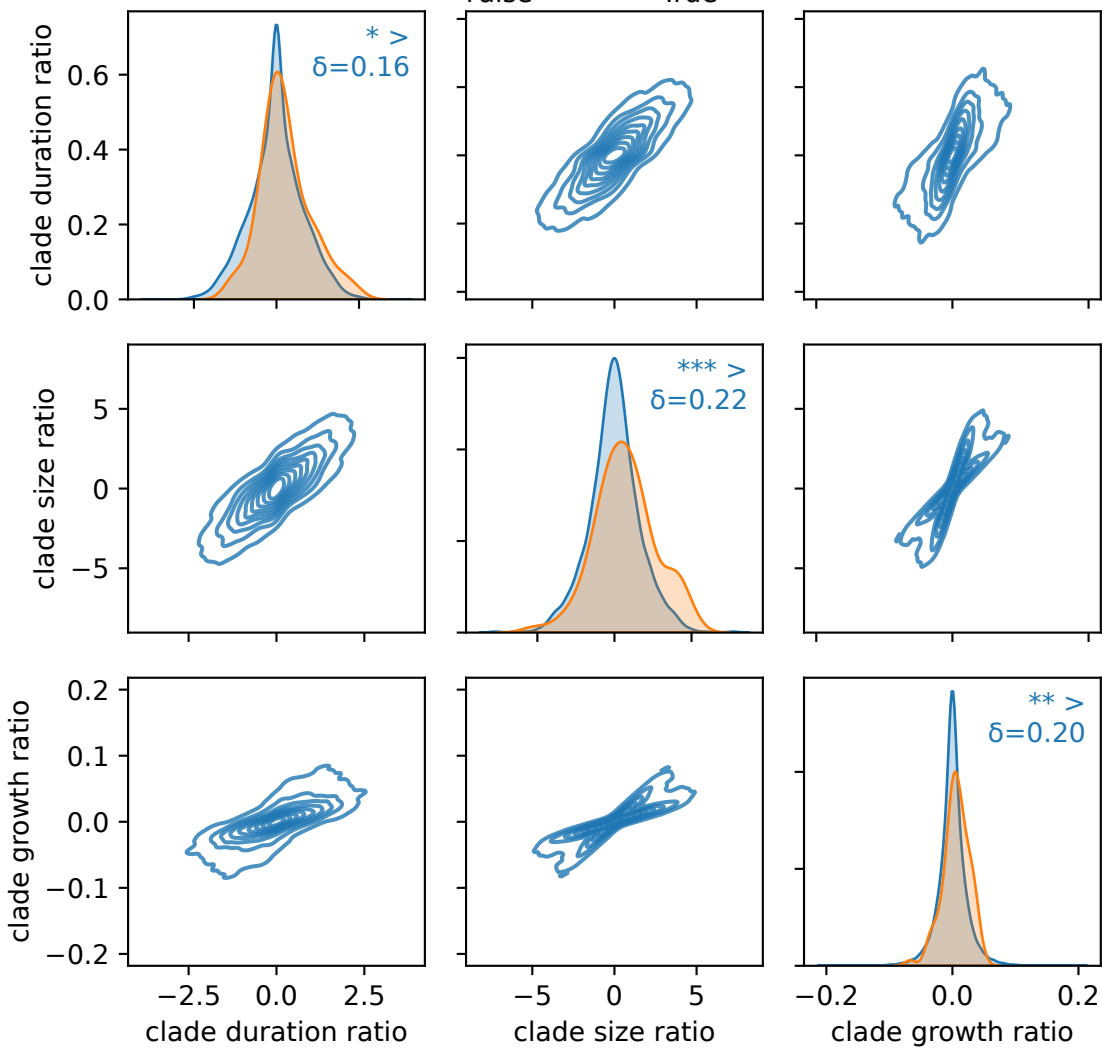 False True
clade duration ratio
0.6
0.4
0.2
0.0
* >
δ=0.16
clade size ratio
5
0
−5
*** >
δ=0.22
clade growth ratio
0.2
0.1
0.0
−0.1
−0.2
** >
δ=0.20
−2.5 0.0 2.5
−5 0 5
−0.2 0.0 0.2
clade duration ratio
clade size ratio
clade growth ratio